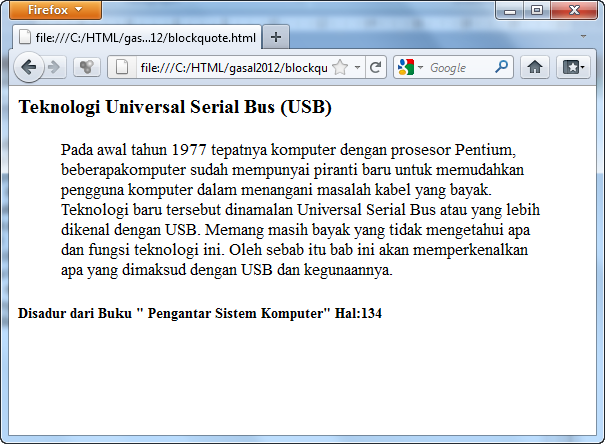 Firefox
file:///C:/HTML/gas...12/blockquote.html
file:///C:/HTML/gasal2012/blockqu
Google
Teknologi Universal Serial Bus (USB)
Pada awal tahun 1977 tepatnya komputer dengan prosesor Pentium,
beberapakomputer sudah mempunyai piranti baru untuk memudahkan
pengguna komputer dalam menangani masalah kabel yang bayak.
Teknologi baru tersebut dinamalan Universal Serial Bus atau yang lebih
dikenal dengan USB. Memang masih bayak yang tidak mengetahui apa
dan fungsi teknologi ini. Oleh sebab itu bab ini akan memperkenalkan
apa yang dimaksud dengan USB dan kegunaannya.
Disadur dari Buku " Pengantar Sistem Komputer" Hal:134